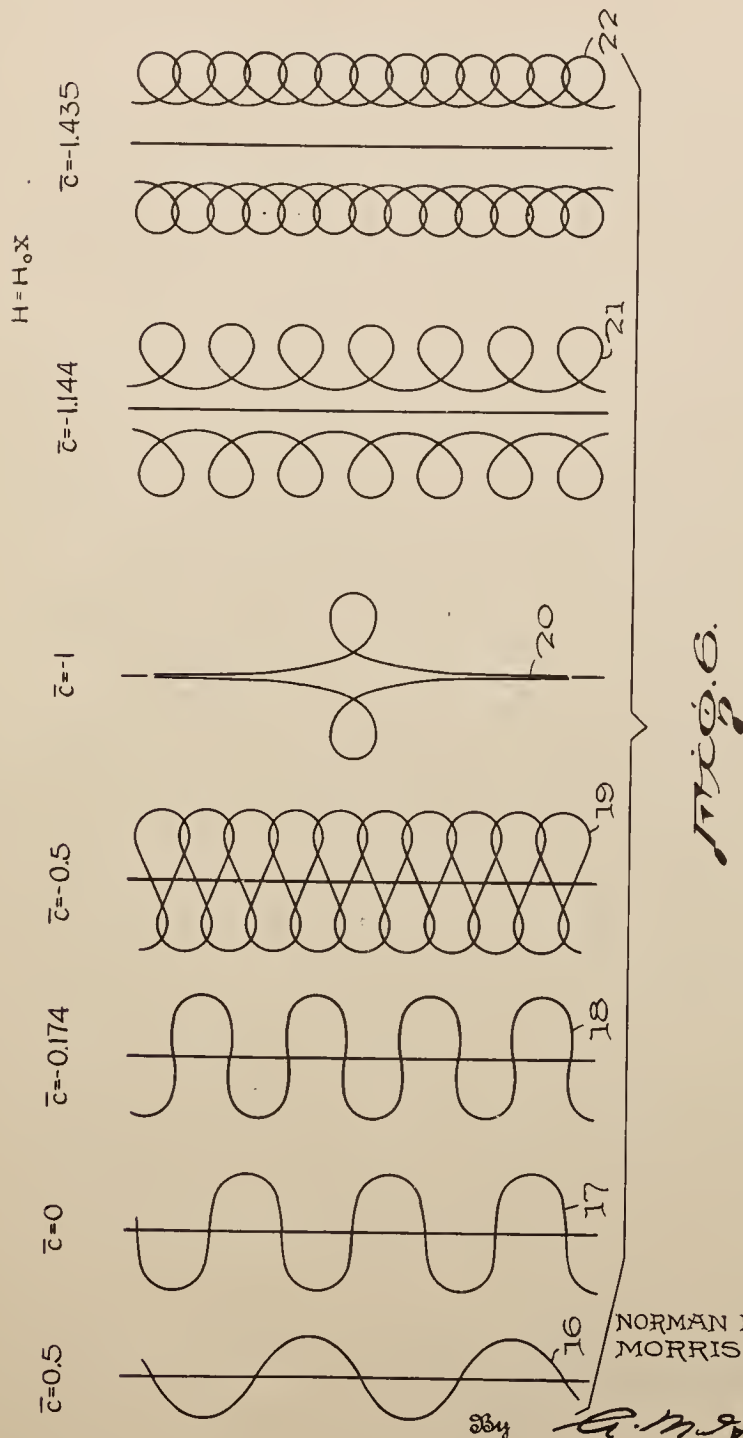 H=H₀X
c̄=0.5
c̄=0
c̄=-0.174
c̄=-0.5
c̄=-1
c̄=-1.144
c̄=-1.435
16
17
18
19
20
21
22
Fig. 6.
NORMAN
MORRIS
By